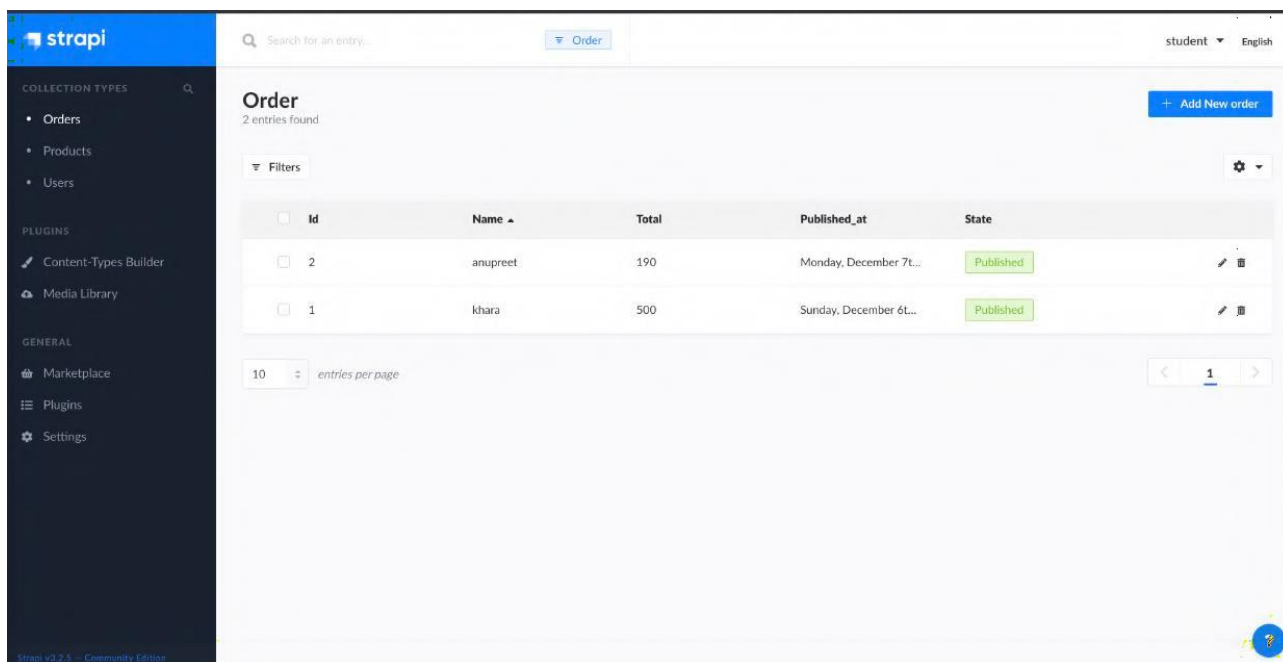 strapi
Search for an entry...
Order
student
English
COLLECTION TYPES
Orders
Products
Users
PLUGINS
Content-Types Builder
Media Library
GENERAL
Marketplace
Plugins
Settings
Strapi v3.2.5 — Community Edition
Order
2 entries found
+ Add New order
Filters
Id Name Total Published_at State
2 anupreet 190 Monday, December 7t... Published
1 khara 500 Sunday, December 6t... Published
10 entries per page
1
?